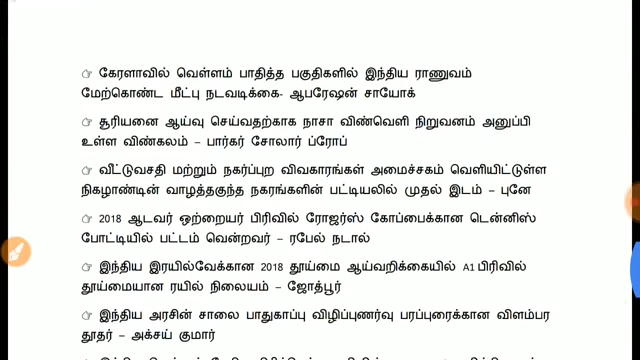 ☞ கேரளாவில் வெள்ளம் பாதித்த பகுதிகளில் இந்திய ராணுவம்
மேற்கொண்ட மீட்பு நடவடிக்கை- ஆபரேஷன் சாயோக்
☞ சூரியனை ஆய்வு செய்வதற்காக நாசா விண்வெளி நிறுவனம் அனுப்பி
உள்ள விண்கலம் – பார்கர் சோலார் ப்ரோப்
☞ வீட்டுவசதி மற்றும் நகர்ப்புற விவகாரங்கள் அமைச்சகம் வெளியிட்டுள்ள
நிகழாண்டின் வாழத்தகுந்த நகரங்களின் பட்டியலில் முதல் இடம் – புனே
☞ 2018 ஆடவர் ஒற்றையர் பிரிவில் ரோஜர்ஸ் கோப்பைக்கான டென்னிஸ்
போட்டியில் பட்டம் வென்றவர் – ரபேல் நடால்
☞ இந்திய இரயில்வேக்கான 2018 தூய்மை ஆய்வறிக்கையில் A1 பிரிவில்
தூய்மையான ரயில் நிலையம் – ஜோத்பூர்
☞ இந்திய அரசின் சாலை பாதுகாப்பு விழிப்புணர்வு பரப்புரைக்கான விளம்பர
தூதர் – அக்சய் குமார்